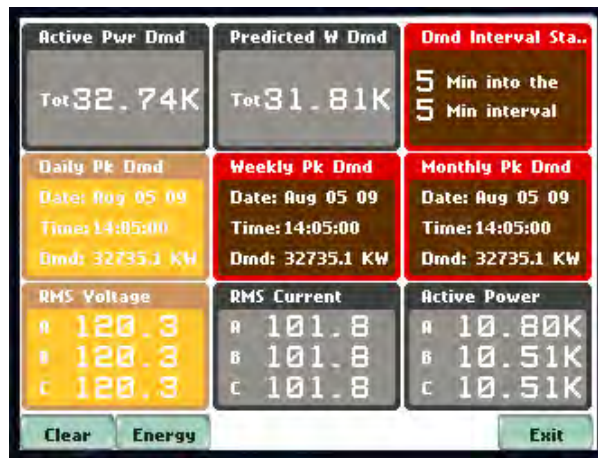 Active Pwr Dmd
Tot 32.74K
Predicted W Dmd
Tot 31.81K
Dmd Interval Sta..
5 Min into the
5 Min interval
Daily Pk Dmd
Date: Aug 05 09
Time: 14:05:00
Dmd: 32735.1 KW
Weekly Pk Dmd
Date: Aug 05 09
Time: 14:05:00
Dmd: 32735.1 KW
Monthly Pk Dmd
Date: Aug 05 09
Time: 14:05:00
Dmd: 32735.1 KW
RMS Voltage
A 120.3
B 120.3
C 120.3
RMS Current
A 101.8
B 101.8
C 101.8
Active Power
A 10.80K
B 10.51K
C 10.51K
Clear Energy Exit